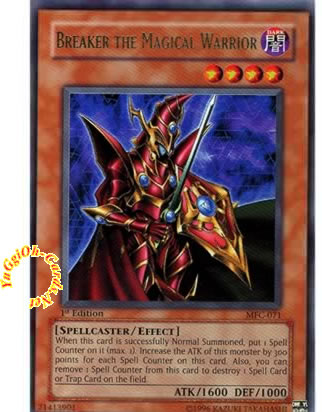 BREAKER THE MAGICAL WARRIOR
DARK
闇
YuGgiOh-Cards.Net
1st Edition
MFC-071
[SPELLCASTER/EFFECT]
When this card is successfully Normal Summoned, put 1 Spell
Counter on it (max. 1). Increase the ATK of this monster by 300
points for each Spell Counter on this card. Also, you can
remove 1 Spell Counter from this card to destroy 1 Spell Card
or Trap Card on the field.
ATK/1600 DEF/1000
©1996 KAZUKI TAKAHASHI